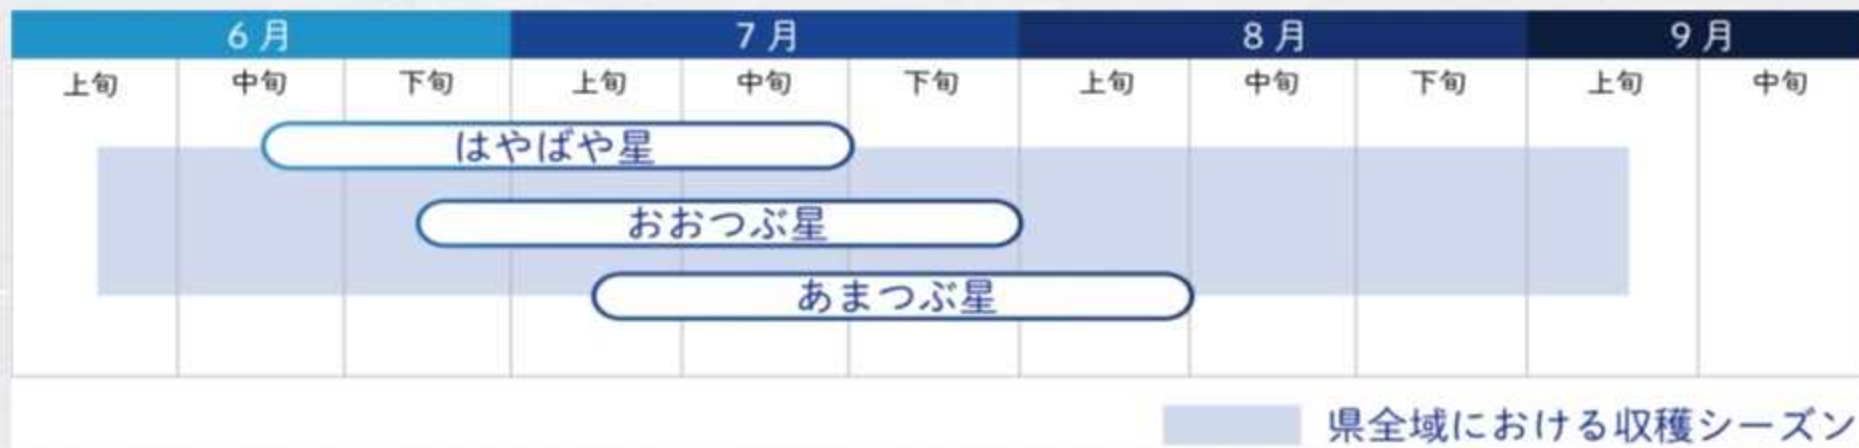 6月 7月 8月 9月
上旬 中旬 下旬 上旬 中旬 下旬 上旬 中旬 下旬 上旬 中旬
はやばや星
おおつぶ星
あまつぶ星
県全域における収穫シーズン